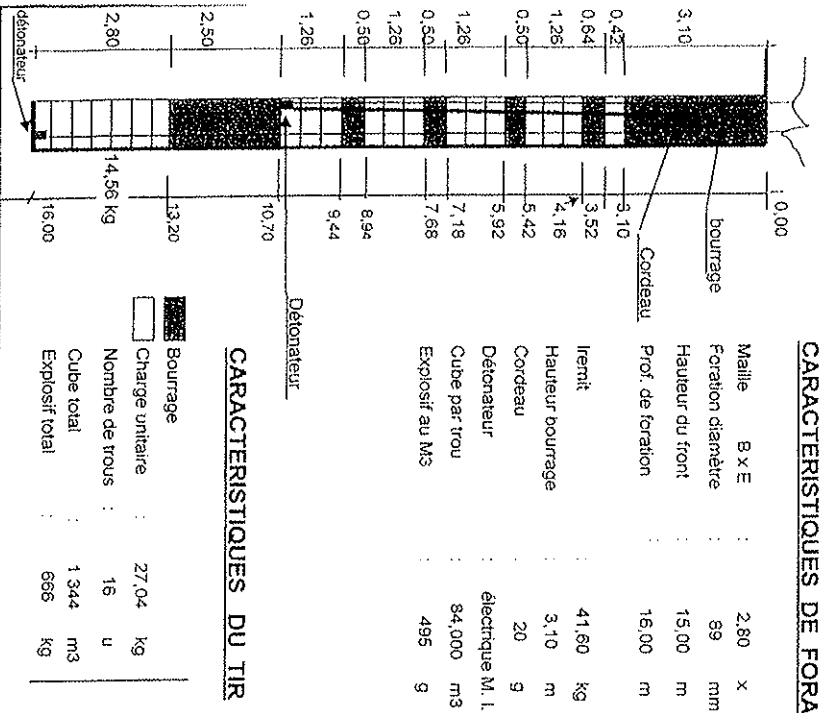 CARACTERISTIQUES DE FORA
Maille B x E : 2,80 x
Foration diamètre : 89 mm
Hauteur du front : 15,00 m
Prof. de foration : 16,00 m
Iremit : 41,60 kg
Hauteur bourrage : 3,10 m
Cordeau : 20 g
Détonateur : électrique M. I.
Cube par trou : 84,000 m3
Explosif au M3 : 495 g
CARACTERISTIQUES DU TIR
Bourrage
Charge unitaire : 27,04 kg
Nombre de trous : 16 u
Cube total : 1 344 m3
Explosif total : 666 kg
0,00
bourrage
Cordeau
3,10
3,52
4,16
5,42
5,92
7,18
7,68
8,94
9,44
10,70
13,20
14,56 kg
16,00
Détonateur
3,10
0,42
0,64
1,26
0,50
1,26
0,50
1,26
0,50
1,26
2,50
2,80
détonateur